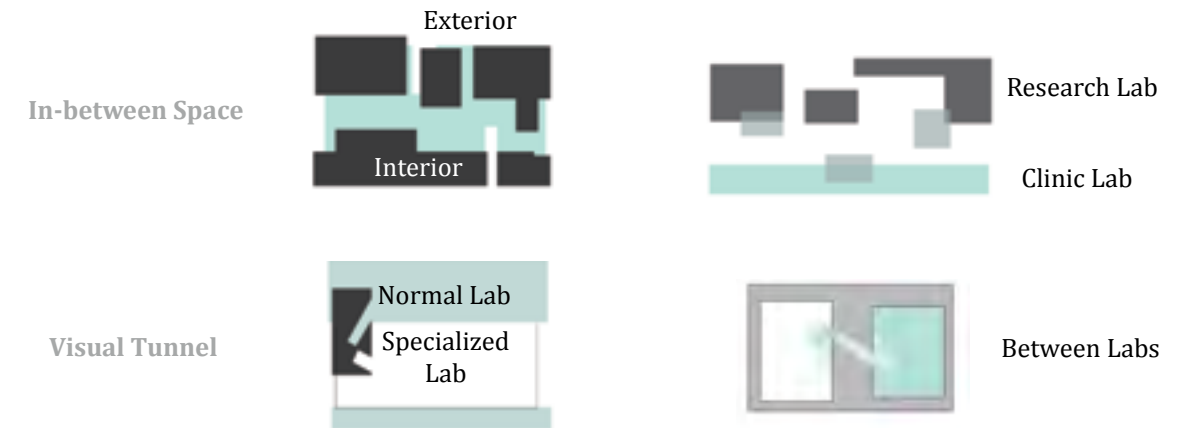 Exterior
In-between Space
Interior
Research Lab
Clinic Lab
Visual Tunnel
Normal Lab
Specialized
Lab
Between Labs